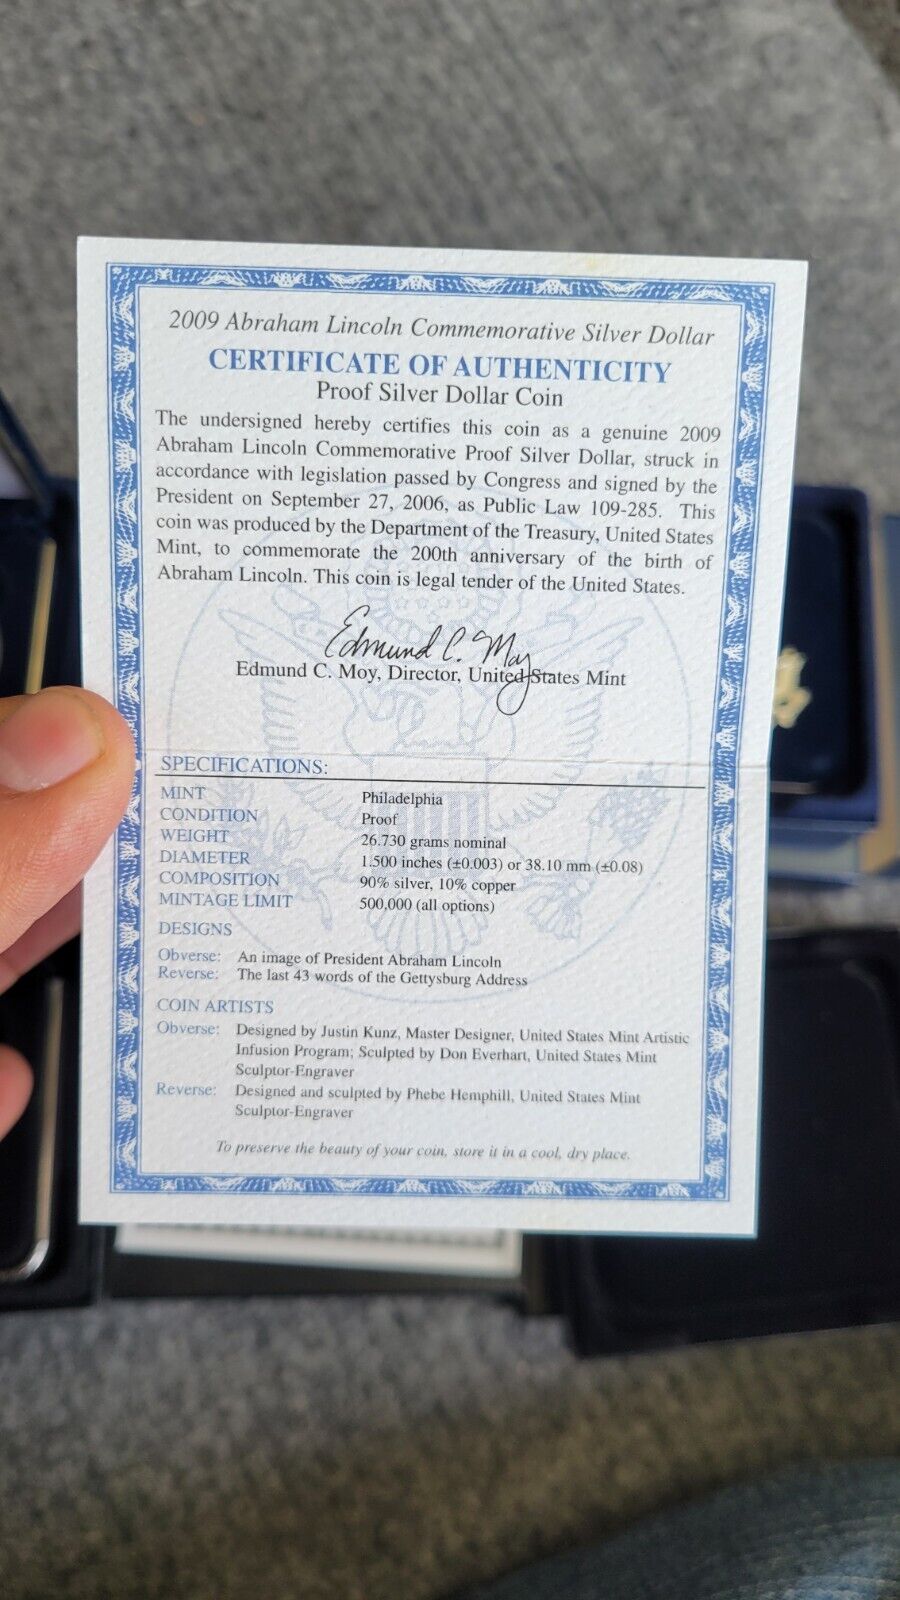 2009 Abraham Lincoln Commemorative Silver Dollar
CERTIFICATE OF AUTHENTICITY
Proof Silver Dollar Coin
The undersigned hereby certifies this coin as a genuine 2009
Abraham Lincoln Commemorative Proof Silver Dollar, struck in
accordance with legislation passed by Congress and signed by the
President on September 27, 2006, as Public Law 109-285. This
coin was produced by the Department of the Treasury, United States
Mint, to commemorate the 200th anniversary of the birth of
Abraham Lincoln. This coin is legal tender of the United States.
Edmund C. Moy
Edmund C. Moy, Director, United States Mint
SPECIFICATIONS:
MINT Philadelphia
CONDITION Proof
WEIGHT 26.730 grams nominal
DIAMETER 1.500 inches (±0.003) or 38.10 mm (±0.08)
COMPOSITION 90% silver, 10% copper
MINTAGE LIMIT 500,000 (all options)
DESIGNS
Obverse: An image of President Abraham Lincoln
Reverse: The last 43 words of the Gettysburg Address
COIN ARTISTS
Obverse: Designed by Justin Kunz, Master Designer, United States Mint Artistic
Infusion Program; Sculpted by Don Everhart, United States Mint
Sculptor-Engraver
Reverse: Designed and sculpted by Phebe Hemphill, United States Mint
Sculptor-Engraver
To preserve the beauty of your coin, store it in a cool, dry place.